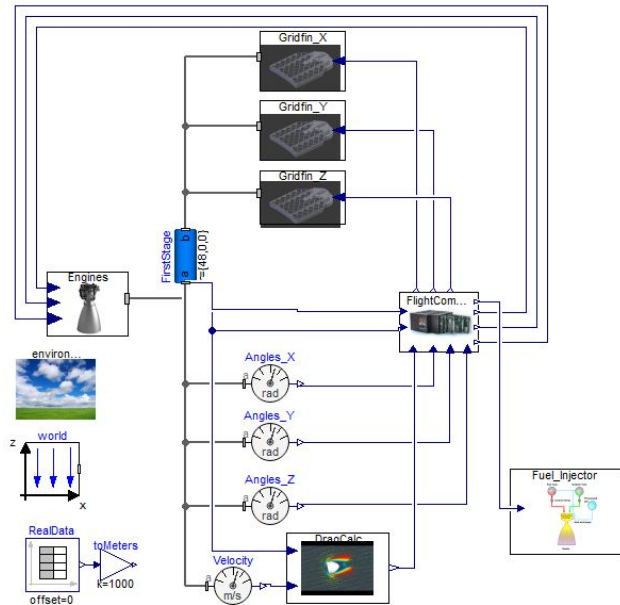 Gridfin_X
Gridfin_Y
Gridfin_Z
FirstStage
a
b
={48,0,0}
Engines
FlightCom...
environ...
a
Angles_X
rad
a
Angles_Y
rad
a
Angles_Z
rad
world
z
x
Fuel_Injector
RealData
offset=0
toMeters
k=1000
a
Velocity
m/s
DragCalc